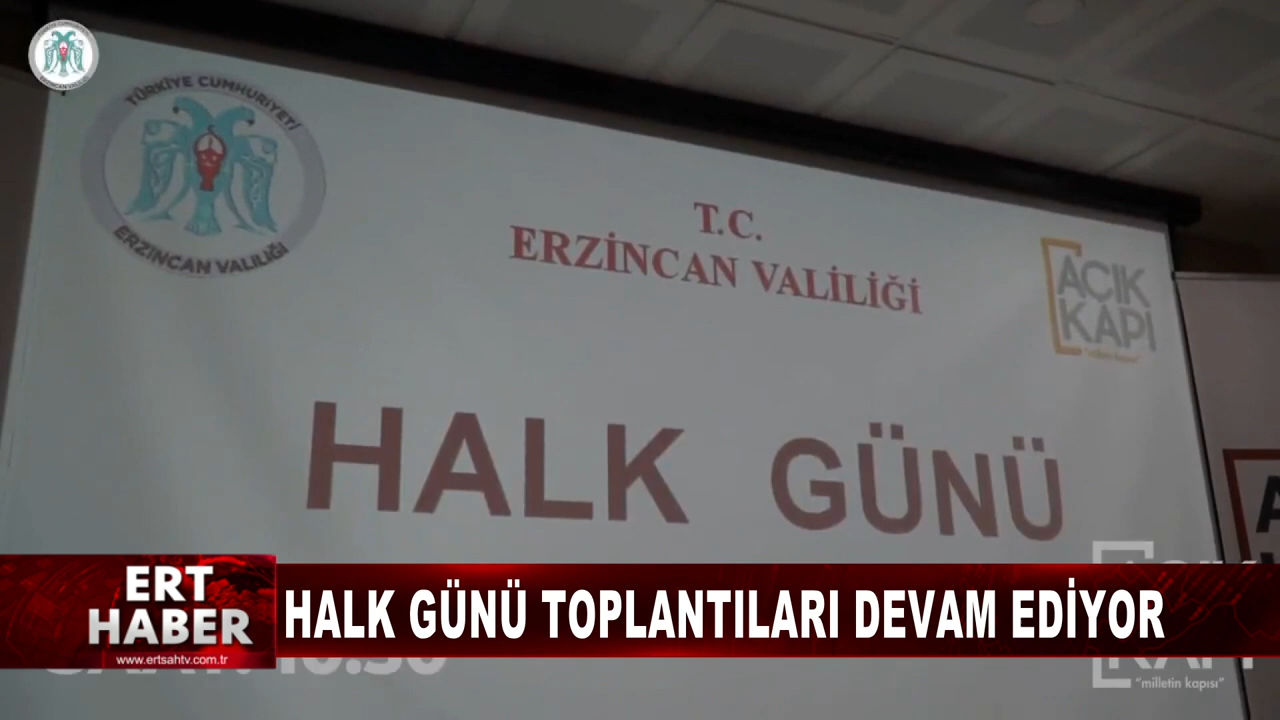 TÜRKİYE CUMHURİYETİ
ERZİNCAN VALİLİĞİ
T.C.
ERZİNCAN VALİLİĞİ
AÇIK
KAPI
HALK GÜNÜ
ERT
HABER
www.ertsahtv.com.tr
HALK GÜNÜ TOPLANTILARI DEVAM EDİYOR
"milletin kapısı"